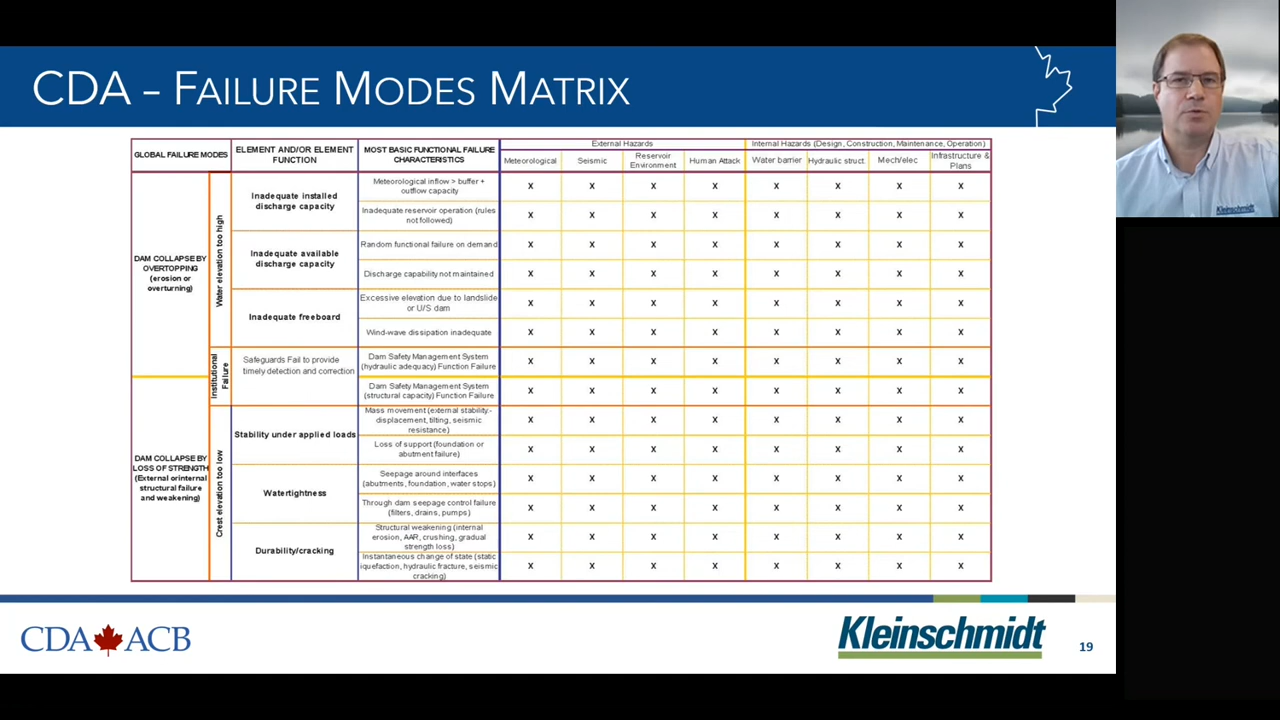 CDA – FAILURE MODES MATRIX
GLOBAL FAILURE MODES
ELEMENT AND/OR ELEMENT
FUNCTION
MOST BASIC FUNCTIONAL FAILURE
CHARACTERISTICS
External Hazards
Internal Hazards (Design, Construction, Maintenance, Operation)
Meteorological
Seismic
Reservoir
Environment
Human Attack
Water barrier
Hydraulic struct.
Mech/elec
Infrastructure &
Plans
DAM COLLAPSE BY
OVERTOPPING
(erosion or
overturning)
Water elevation too high
Inadequate installed
discharge capacity
Meteorological inflow > buffer +
outflow capacity
X X X X X X X X
Inadequate reservoir operation (rules
not followed)
X X X X X X X X
Inadequate available
discharge capacity
Random functional failure on demand
X X X X X X X X
Discharge capability not maintained
X X X X X X X X
Inadequate freeboard
Excessive elevation due to landslide
or U/S dam
X X X X X X X X
Wind-wave dissipation inadequate
X X X X X X X X
Institutional
Failure
Safeguards Fail to provide
timely detection and correction
Dam Safety Management System
(hydraulic adequacy) Function Failure
X X X X X X X X
Dam Safety Management System
(structural capacity) Function Failure
X X X X X X X X
DAM COLLAPSE BY
LOSS OF STRENGTH
(External orinternal
structural failure
and weakening)
Crest elevation too low
Stability under applied loads
Mass movement (external stability:-
displacement, tilting, seismic
resistance)
X X X X X X X X
Loss of support (foundation or
abutment failure)
X X X X X X X X
Watertightness
Seepage around interfaces
(abutments, foundation, water stops)
X X X X X X X X
Through dam seepage control failure
(filters, drains, pumps)
X X X X X X X X
Durability/cracking
Structural weakening (internal
erosion, AAR, crushing, gradual
strength loss)
X X X X X X X X
Instantaneous change of state (static
iquefaction, hydraulic fracture, seismic
cracking)
X X X X X X X X
CDA ACB
Kleinschmidt
19
Kleinschmidt